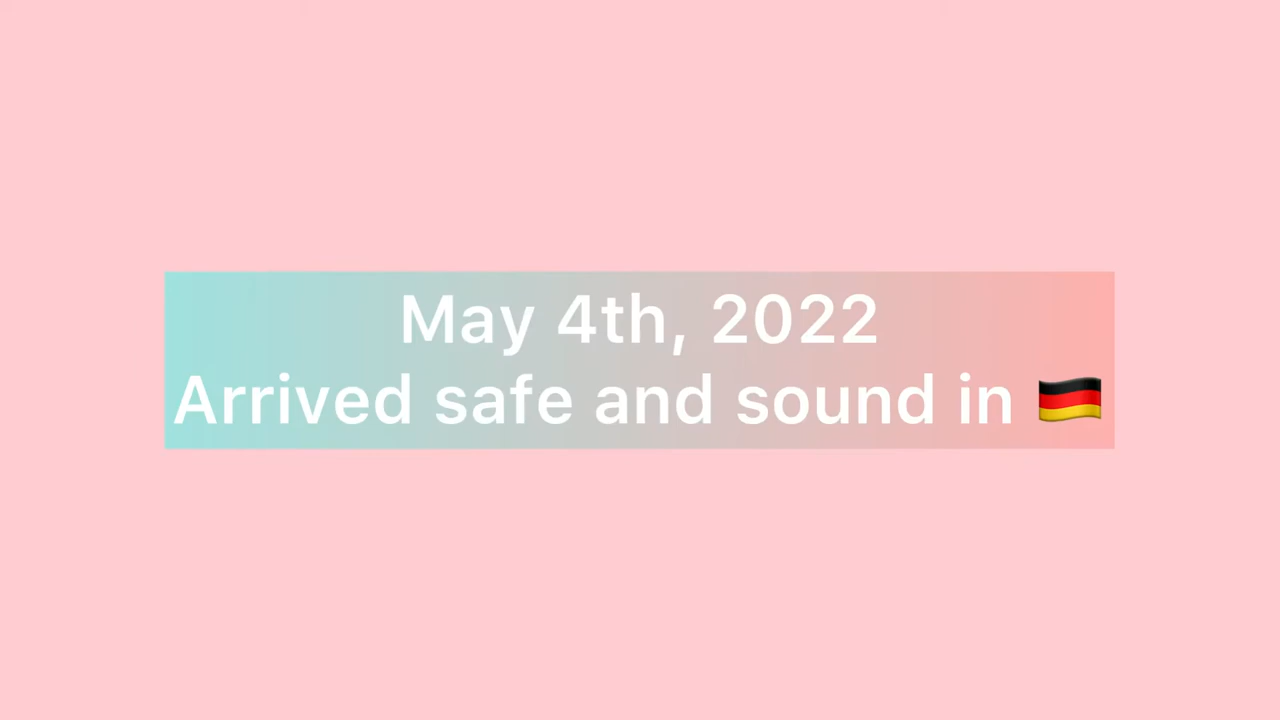 May 4th, 2022
Arrived safe and sound in 🇩🇪